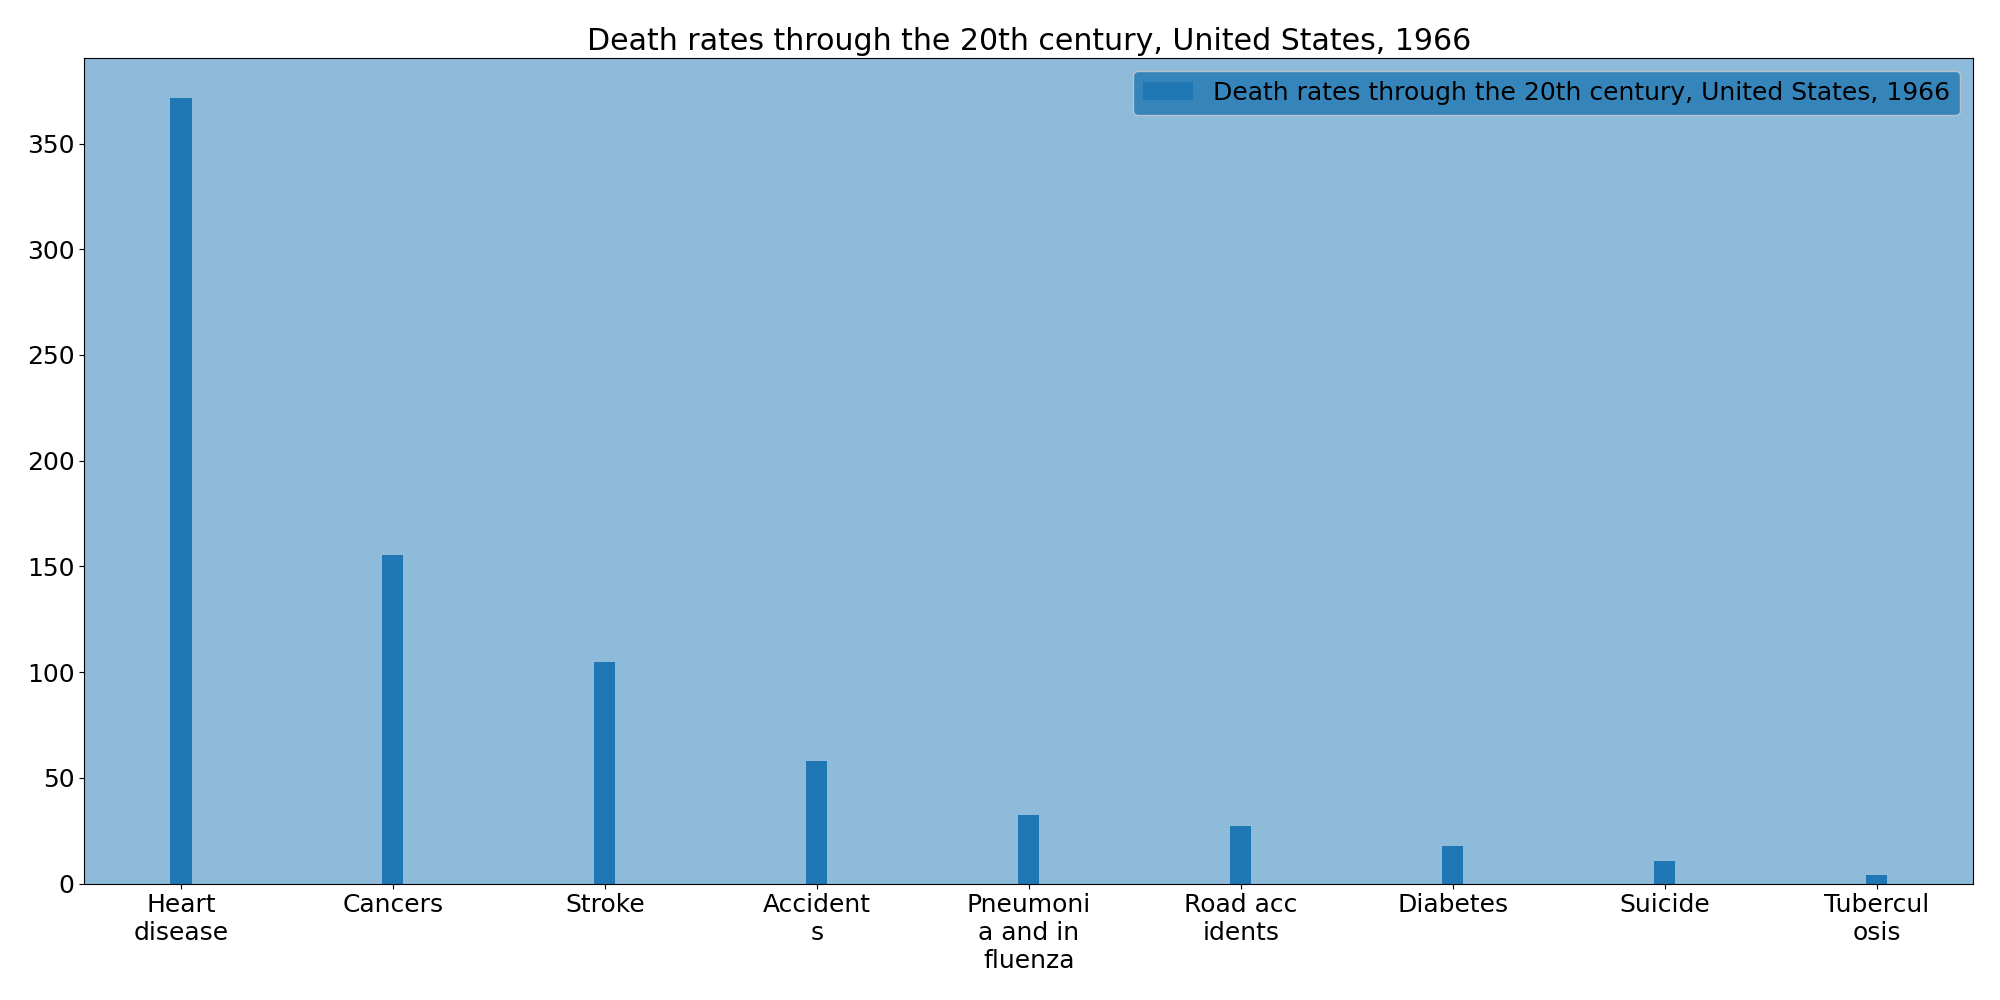 Death rates through the 20th century, United States, 1966
Death rates through the 20th century, United States, 1966
350
300
250
200
150
100
50
0
Heart
disease
Cancers
Stroke
Accident
s
Pneumoni
a and in
fluenza
Road acc
idents
Diabetes
Suicide
Tubercul
osis